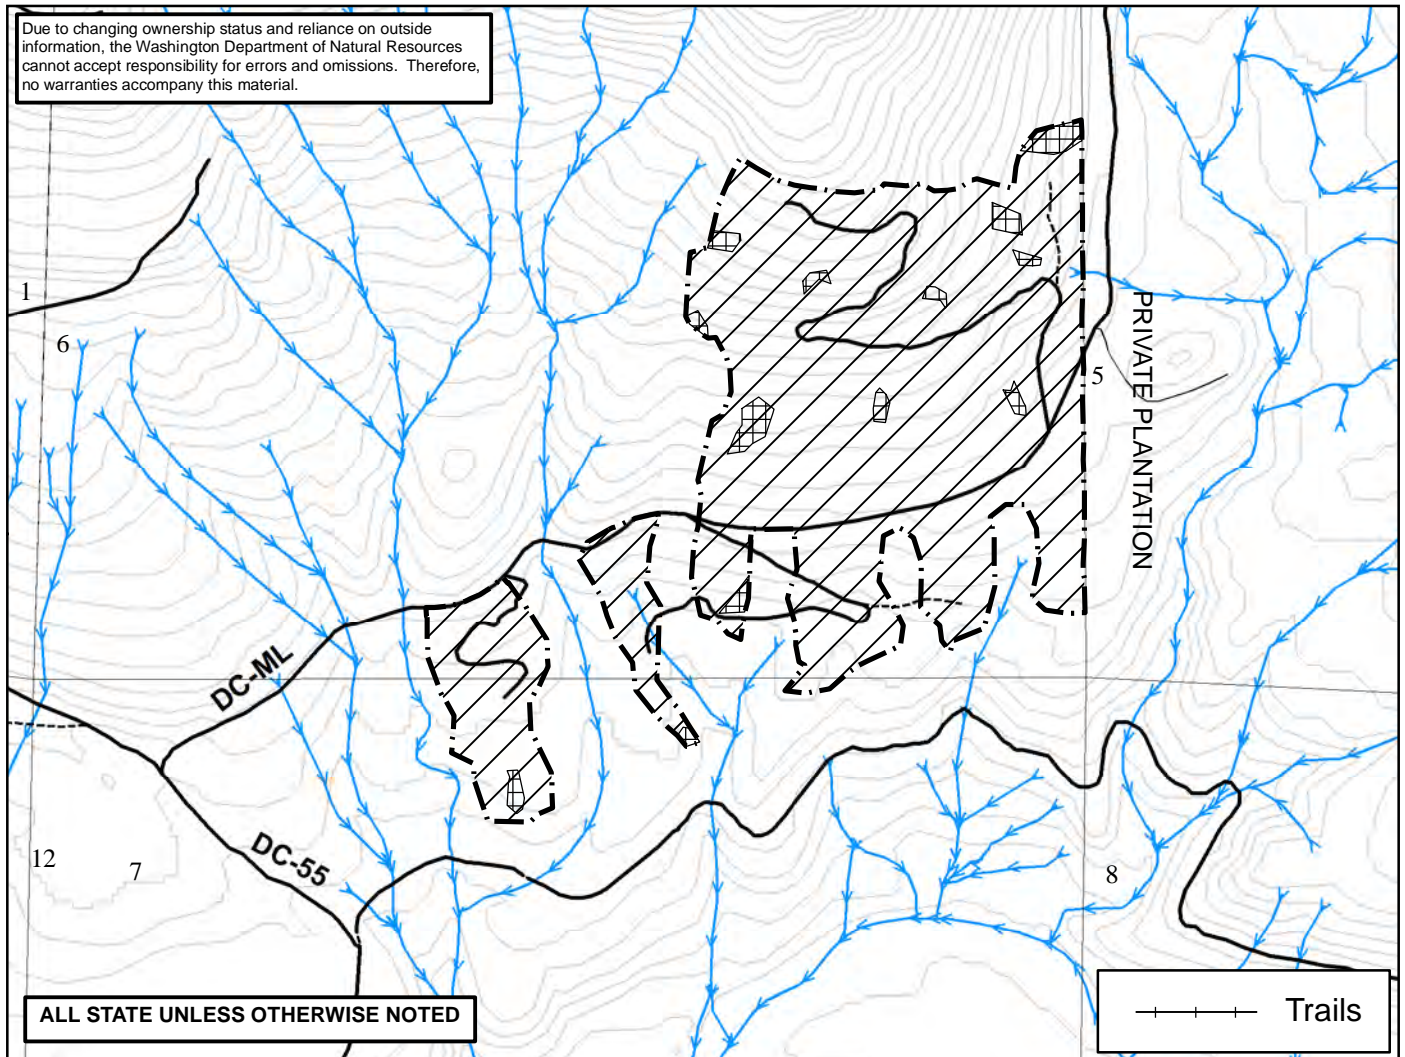 Due to changing ownership status and reliance on outside
information, the Washington Department of Natural Resources
cannot accept responsibility for errors and omissions. Therefore,
no warranties accompany this material.
1
6
5
PRIVATE PLANTATION
DC-ML
DC-55
12
7
8
ALL STATE UNLESS OTHERWISE NOTED
Trails